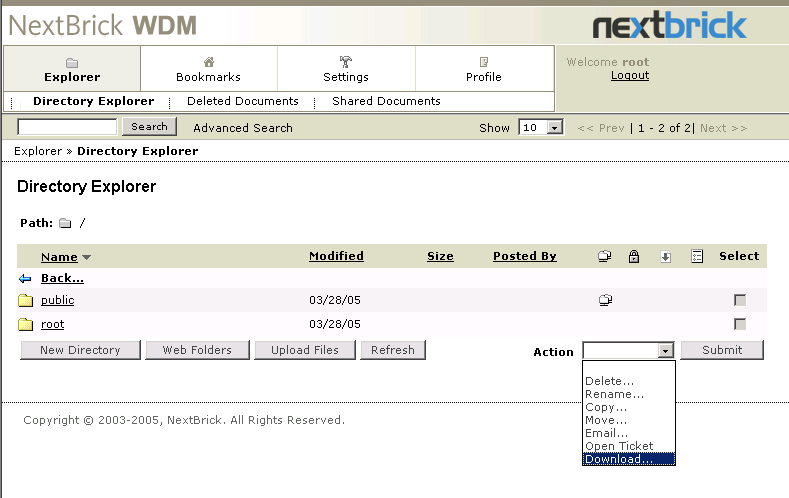 NextBrick WDM
nextbrick
Explorer Bookmarks Settings Profile
Welcome root
Logout
Directory Explorer Deleted Documents Shared Documents
Search Advanced Search Show 10 << Prev | 1 - 2 of 2| Next >>
Explorer » Directory Explorer
Directory Explorer
Path: /
Name Modified Size Posted By Select
Back...
public 03/28/05
root 03/28/05
New Directory Web Folders Upload Files Refresh Action Submit
Delete...
Rename...
Copy...
Move...
Email...
Open Ticket
Download...
Copyright © 2003-2005, NextBrick. All Rights Reserved.